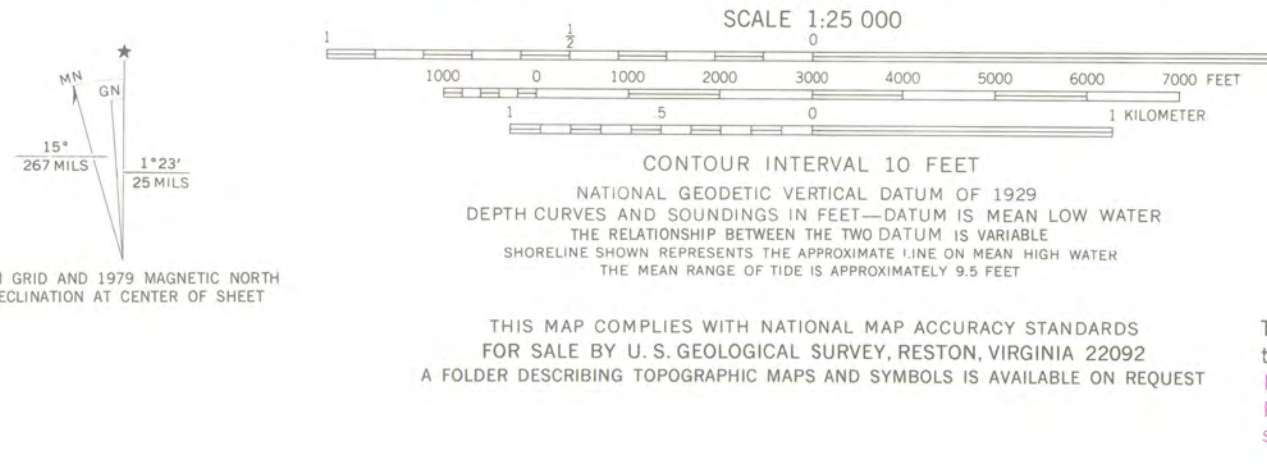 SCALE 1:25 000
1 ½ 0
1000 0 1000 2000 3000 4000 5000 6000 7000 FEET
1 .5 0 1 KILOMETER
MN
GN
15°
267 MILS
1°23′
25 MILS
GRID AND 1979 MAGNETIC NORTH
ECLINATION AT CENTER OF SHEET
CONTOUR INTERVAL 10 FEET
NATIONAL GEODETIC VERTICAL DATUM OF 1929
DEPTH CURVES AND SOUNDINGS IN FEET—DATUM IS MEAN LOW WATER
THE RELATIONSHIP BETWEEN THE TWO DATUM IS VARIABLE
SHORELINE SHOWN REPRESENTS THE APPROXIMATE LINE ON MEAN HIGH WATER
THE MEAN RANGE OF TIDE IS APPROXIMATELY 9.5 FEET
THIS MAP COMPLIES WITH NATIONAL MAP ACCURACY STANDARDS
FOR SALE BY U. S. GEOLOGICAL SURVEY, RESTON, VIRGINIA 22092
A FOLDER DESCRIBING TOPOGRAPHIC MAPS AND SYMBOLS IS AVAILABLE ON REQUEST